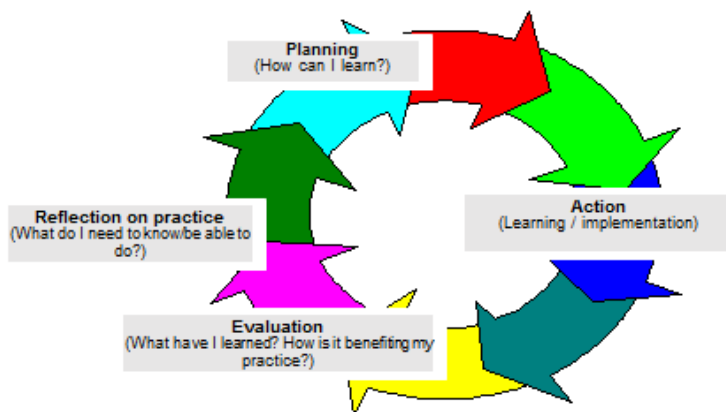 Planning
(How can I learn?)
Action
(Learning / implementation)
Reflection on practice
(What do I need to know/be able to
do?)
Evaluation
(What have I learned? How is it benefiting my
practice?)